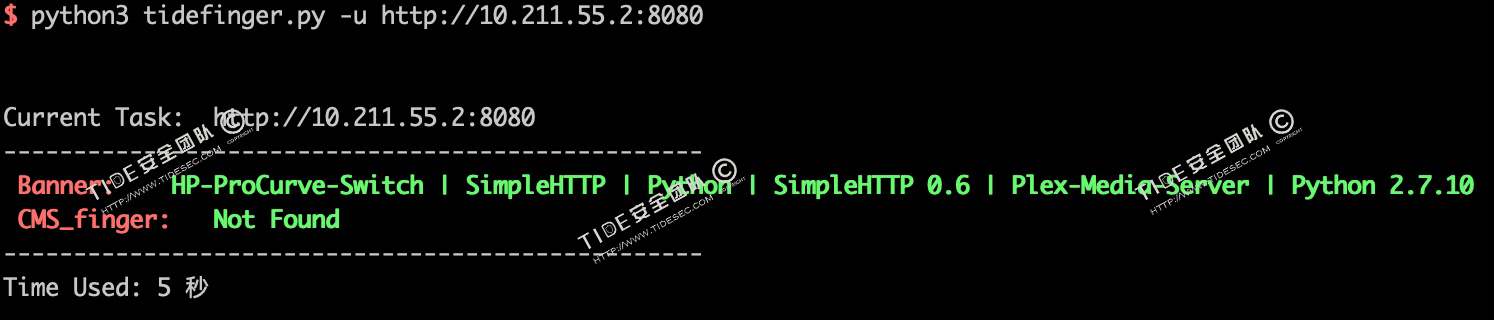 $ python3 tidefinger.py -u http://10.211.55.2:8080
Current Task: http://10.211.55.2:8080
--------------------------------------------------
Banner: HP-ProCurve-Switch | SimpleHTTP | Python | SimpleHTTP 0.6 | Plex-Media-Server | Python 2.7.10
CMS_finger: Not Found
--------------------------------------------------
Time Used: 5 秒
TIDE安全团队 © COPYRIGHT
HTTP://WWW.TIDESEC.COM
TIDE安全团队 © COPYRIGHT
HTTP://WWW.TIDESEC.COM
TIDE安全团队 © COPYRIGHT
HTTP://WWW.TIDESEC.COM